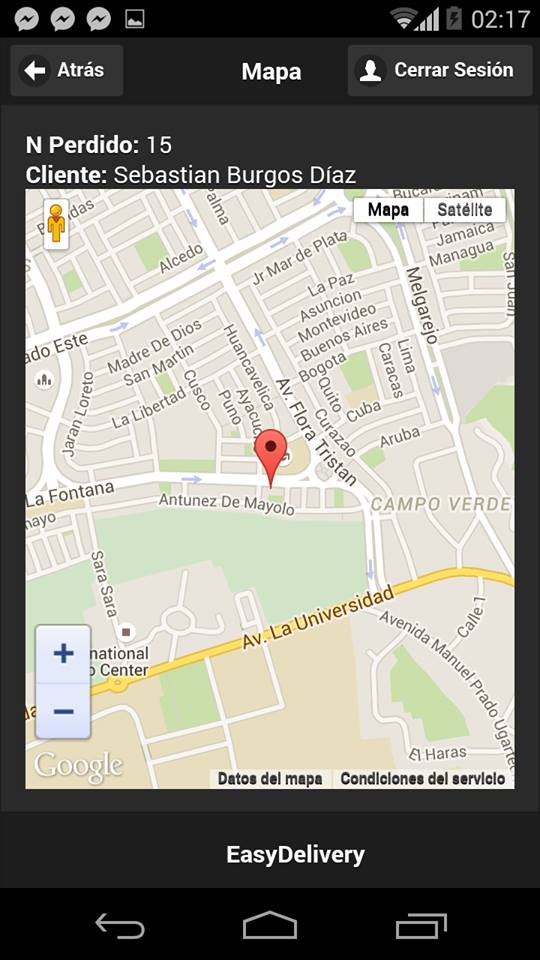 02:17
Atrás
Mapa
Cerrar Sesión
N Perdido: 15
Cliente: Sebastian Burgos Díaz
Mapa
Satélite
Palma
Alcedo
Jr Mar de Plata
Jamaica
Managua
San Juan
La Paz
Asuncion
Montevideo
Buenos Aires
Bogota
Melgarejo
Lima
Caracas
ado Este
Madre De Dios
San Martin
La Libertad
Cusco
Puno
Huancavelica
Ayacuc
Av. Flora Tristan
Quito
Cuba
Curazao
Aruba
Jaran Loreto
La Fontana
mayo
Antunez De Mayolo
CAMPO VERDE
Sara Sara
national
o Center
Av. La Universidad
Calle 1
Avenida Manuel Prado Ugarte
El Haras
+
−
Google
Datos del mapa
Condiciones del servicio
EasyDelivery